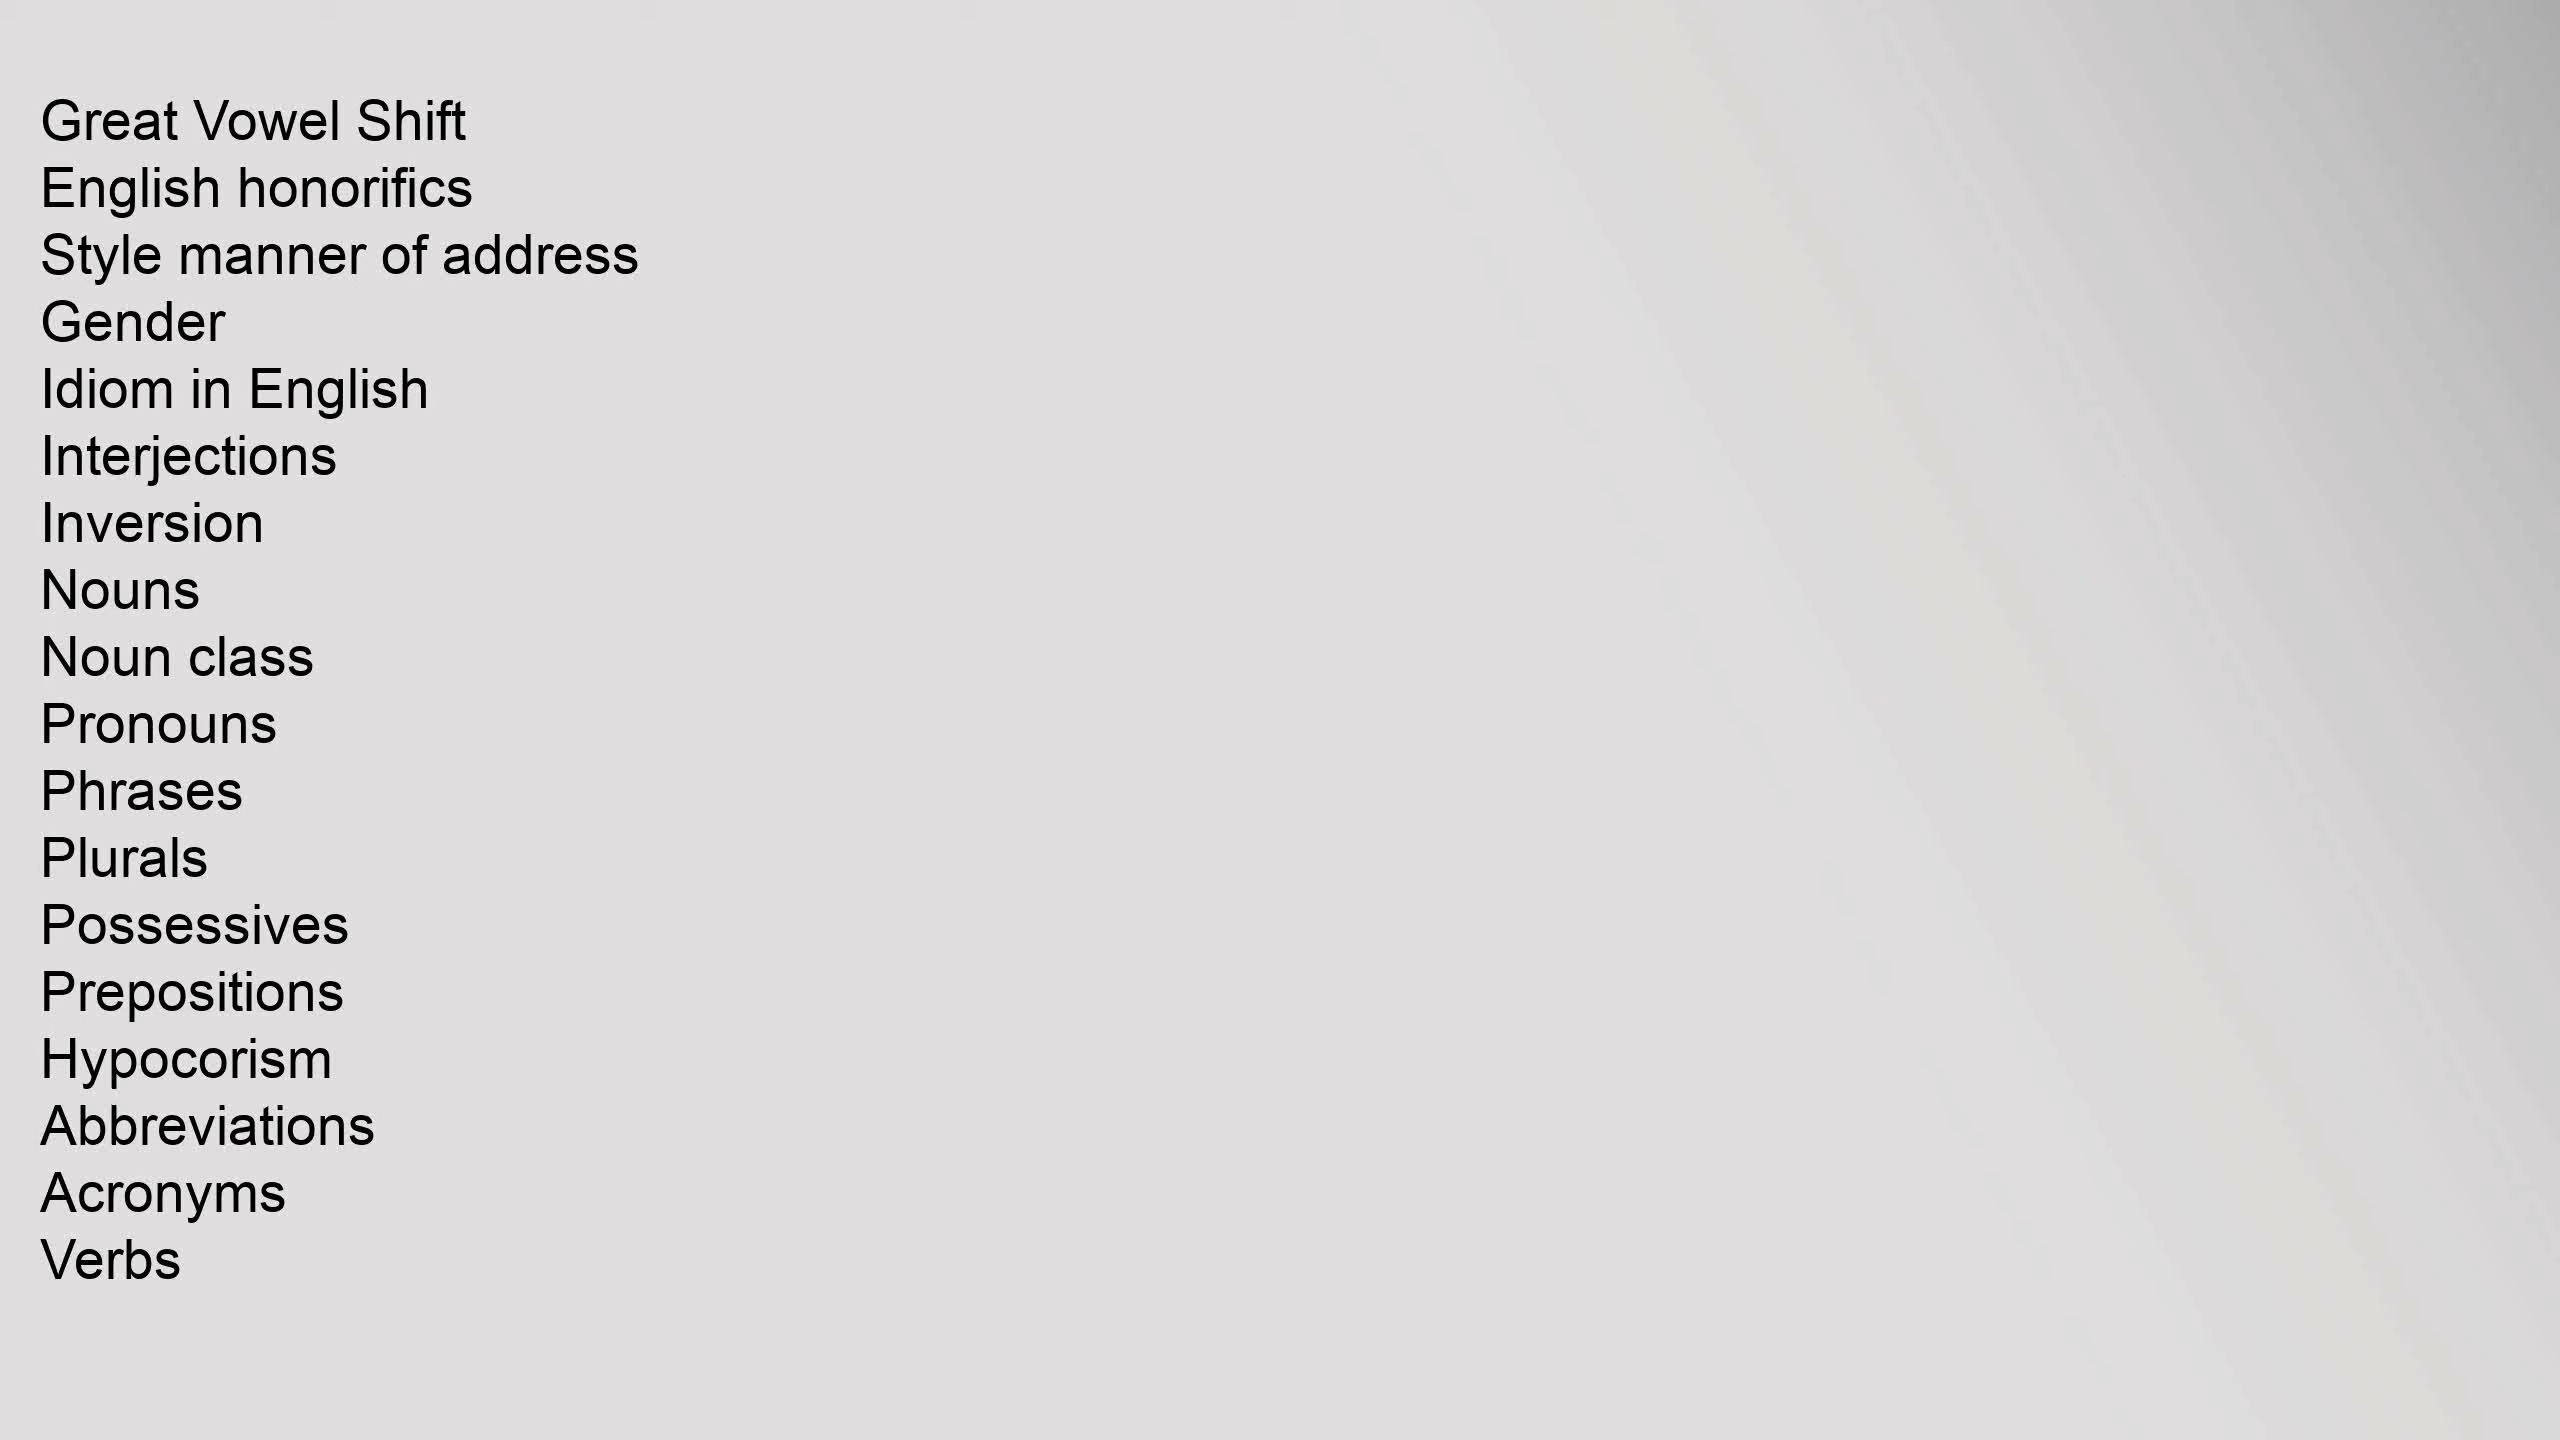 Great Vowel Shift
English honorifics
Style manner of address
Gender
Idiom in English
Interjections
Inversion
Nouns
Noun class
Pronouns
Phrases
Plurals
Possessives
Prepositions
Hypocorism
Abbreviations
Acronyms
Verbs